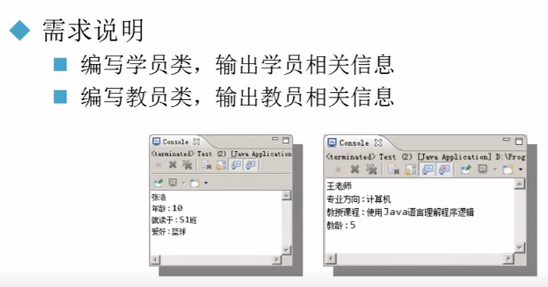 需求说明
编写学员类，输出学员相关信息
编写教员类，输出教员相关信息
Console
<terminated> Test (2) [Java Application]
张浩
年龄:10
就读于:S1班
爱好:篮球
Console
<terminated> Test (2) [Java Application] D:\Prog
王老师
专业方向:计算机
教授课程:使用Java语言理解程序逻辑
教龄:5